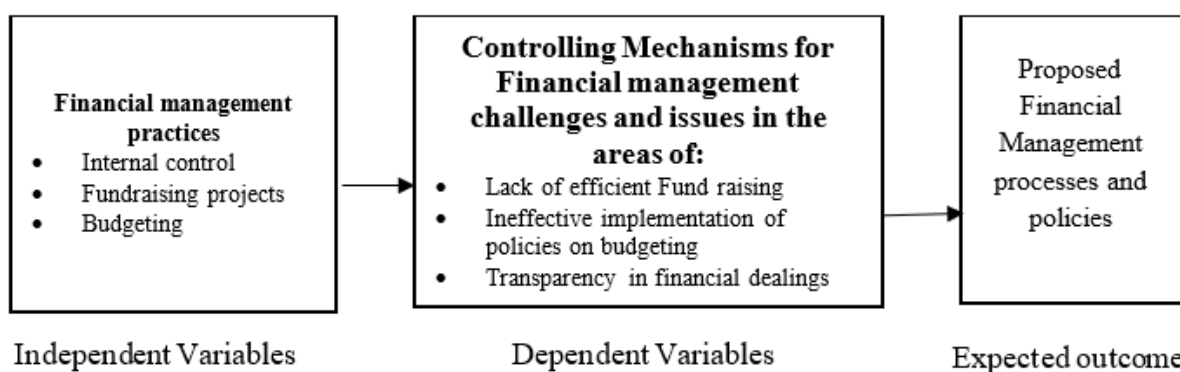 Financial management
practices
• Internal control
• Fundraising projects
• Budgeting
Controlling Mechanisms for
Financial management
challenges and issues in the
areas of:
• Lack of efficient Fund raising
• Ineffective implementation of
policies on budgeting
• Transparency in financial dealings
Proposed
Financial
Management
processes and
policies
Independent Variables
Dependent Variables
Expected outcome